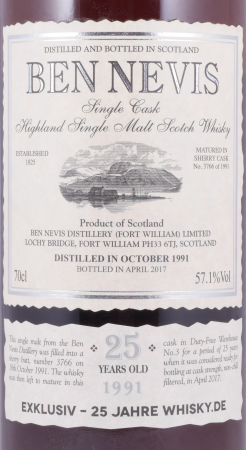 DISTILLED AND BOTTLED IN SCOTLAND
BEN NEVIS
Single Cask
Highland Single Malt Scotch Whisky
ESTABLISHED
1825
MATURED IN
SHERRY CASK
No. 3766 of 1991
Product of Scotland
BEN NEVIS DISTILLERY (FORT WILLIAM) LIMITED
LOCHY BRIDGE, FORT WILLIAM PH33 6TJ, SCOTLAND
DISTILLED IN OCTOBER 1991
BOTTLED IN APRIL 2017
70cl
57.1%Vol
This single malt from the Ben
Nevis Distillery was filled into a
sherry butt, number 3766 on
October 1991. The whisky
was then left to mature in this
25
YEARS OLD
1991
cask in Duty-Free Warehouse
No.3 for a period of 25 years
when it was considered ready for
bottling at cask strength, non-chill
filtered, in April 2017.
EXKLUSIV - 25 JAHRE WHISKY.DE